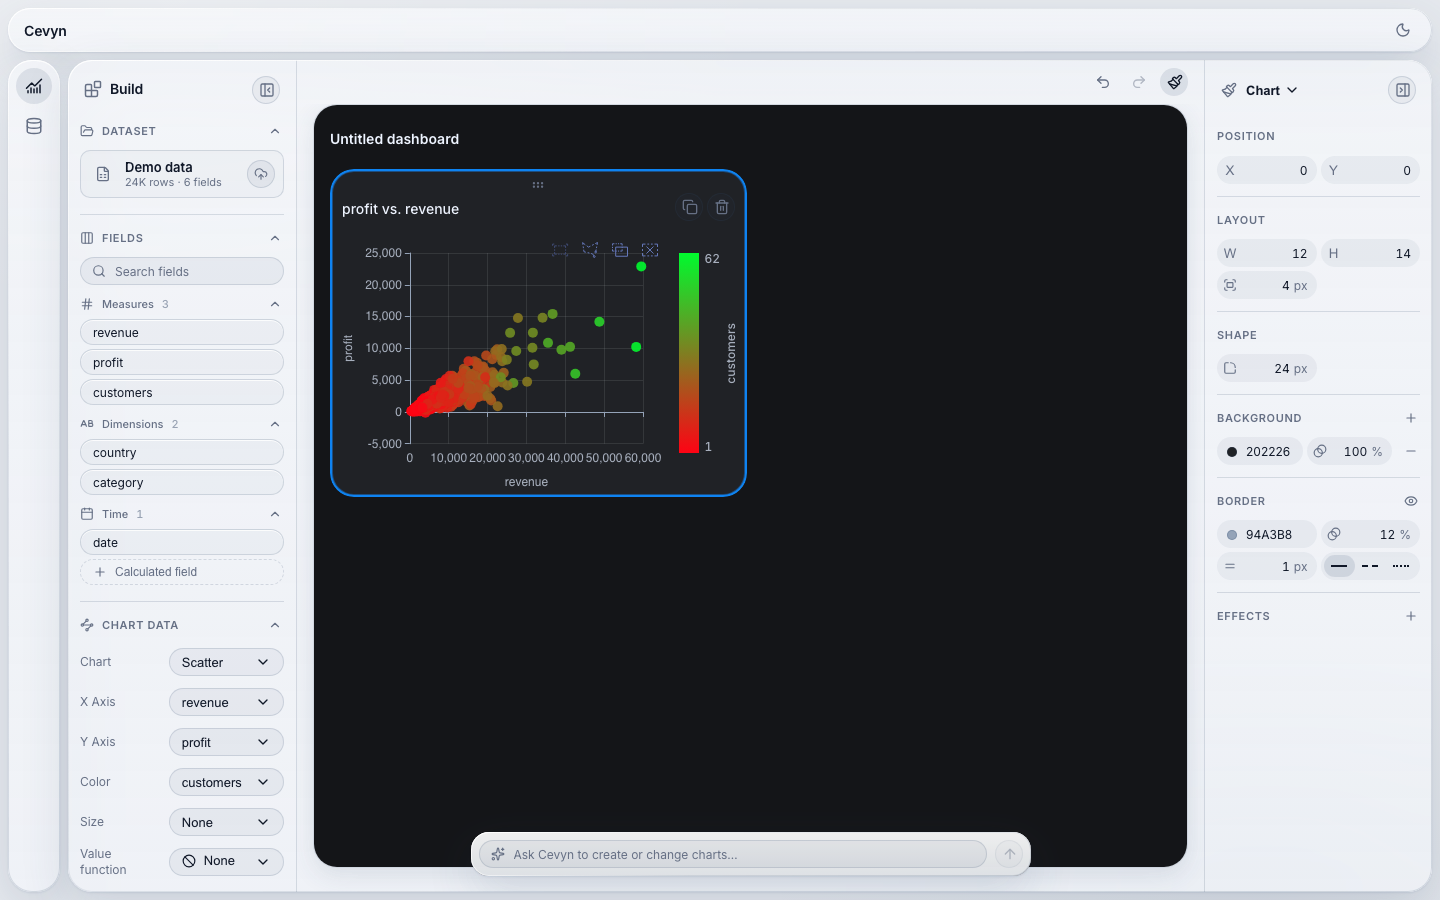 Cevyn
Build
DATASET
Demo data
24K rows · 6 fields
FIELDS
Search fields
Measures 3
revenue
profit
customers
AB Dimensions 2
country
category
Time 1
date
Calculated field
CHART DATA
Chart Scatter
X Axis revenue
Y Axis profit
Color customers
Size None
Value function None
Untitled dashboard
profit vs. revenue
25,000
20,000
15,000
10,000
5,000
0
-5,000
profit
0 10,000 20,000 30,000 40,000 50,000 60,000
revenue
62
1
customers
Ask Cevyn to create or change charts...
Chart
POSITION
X 0 Y 0
LAYOUT
W 12 H 14
4 px
SHAPE
24 px
BACKGROUND
202226 100 %
BORDER
94A3B8 12 %
1 px
EFFECTS